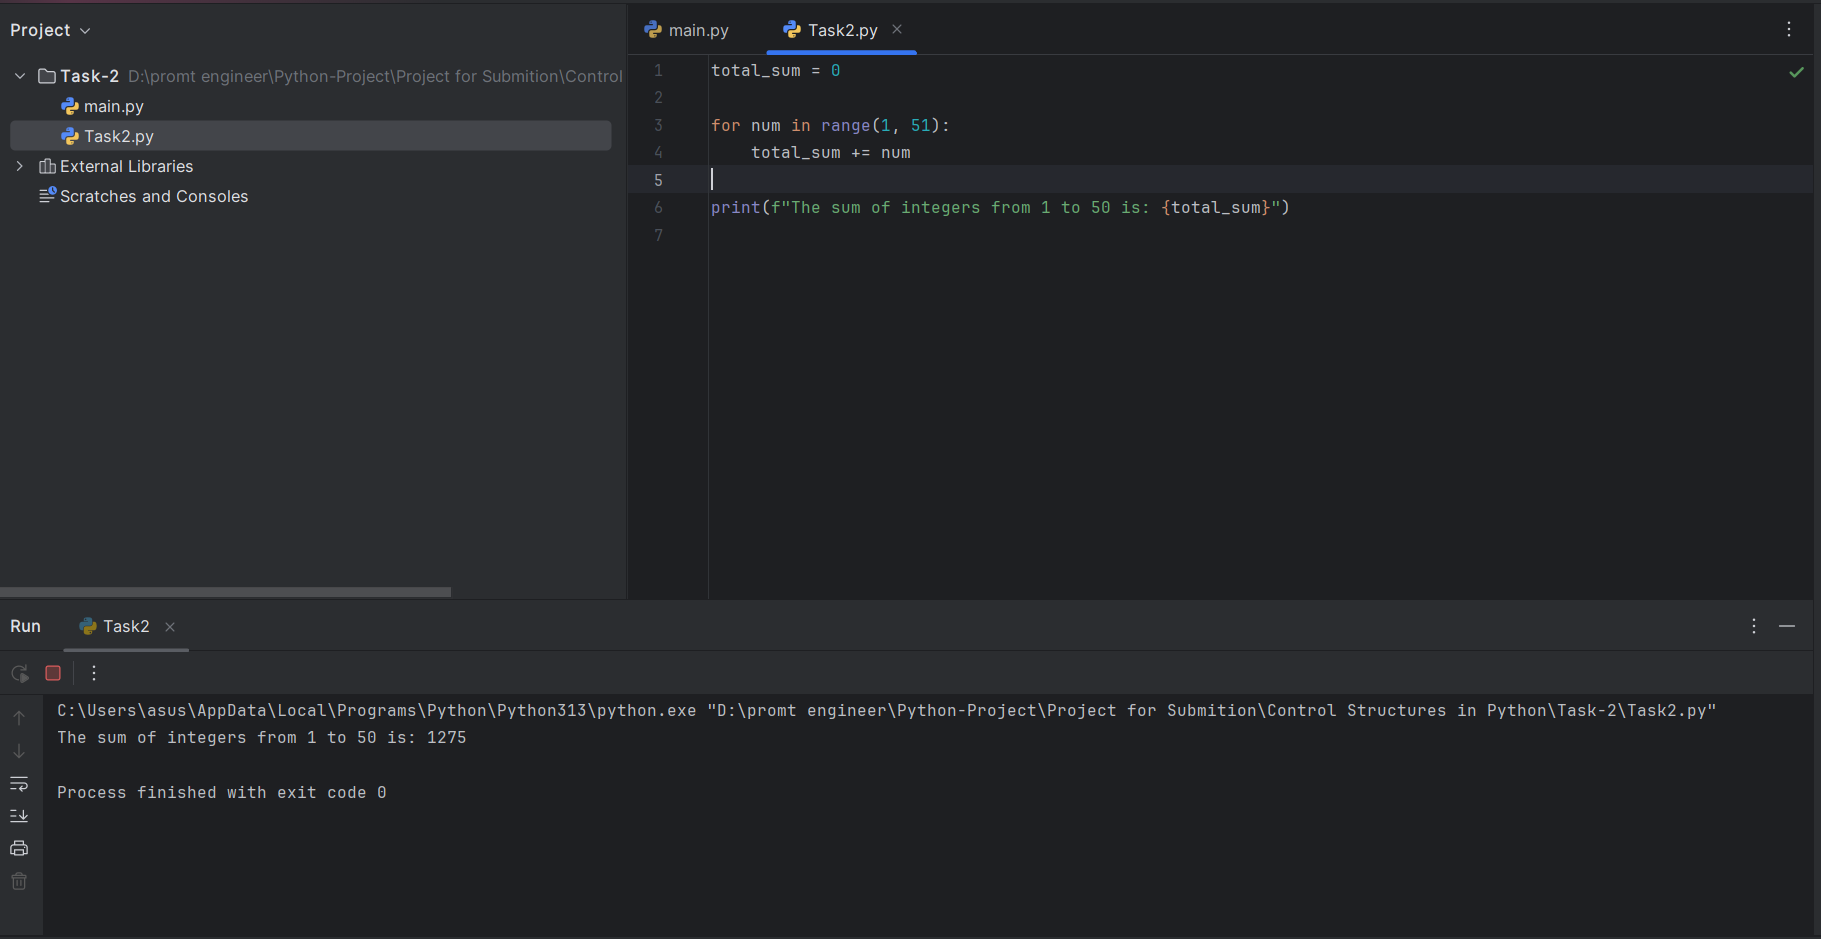 Project
Task-2 D:\promt engineer\Python-Project\Project for Submition\Control
main.py
Task2.py
External Libraries
Scratches and Consoles
main.py Task2.py
1 total_sum = 0
2
3 for num in range(1, 51):
4     total_sum += num
5
6 print(f"The sum of integers from 1 to 50 is: {total_sum}")
7
Run Task2
C:\Users\asus\AppData\Local\Programs\Python\Python313\python.exe "D:\promt engineer\Python-Project\Project for Submition\Control Structures in Python\Task-2\Task2.py"
The sum of integers from 1 to 50 is: 1275
Process finished with exit code 0